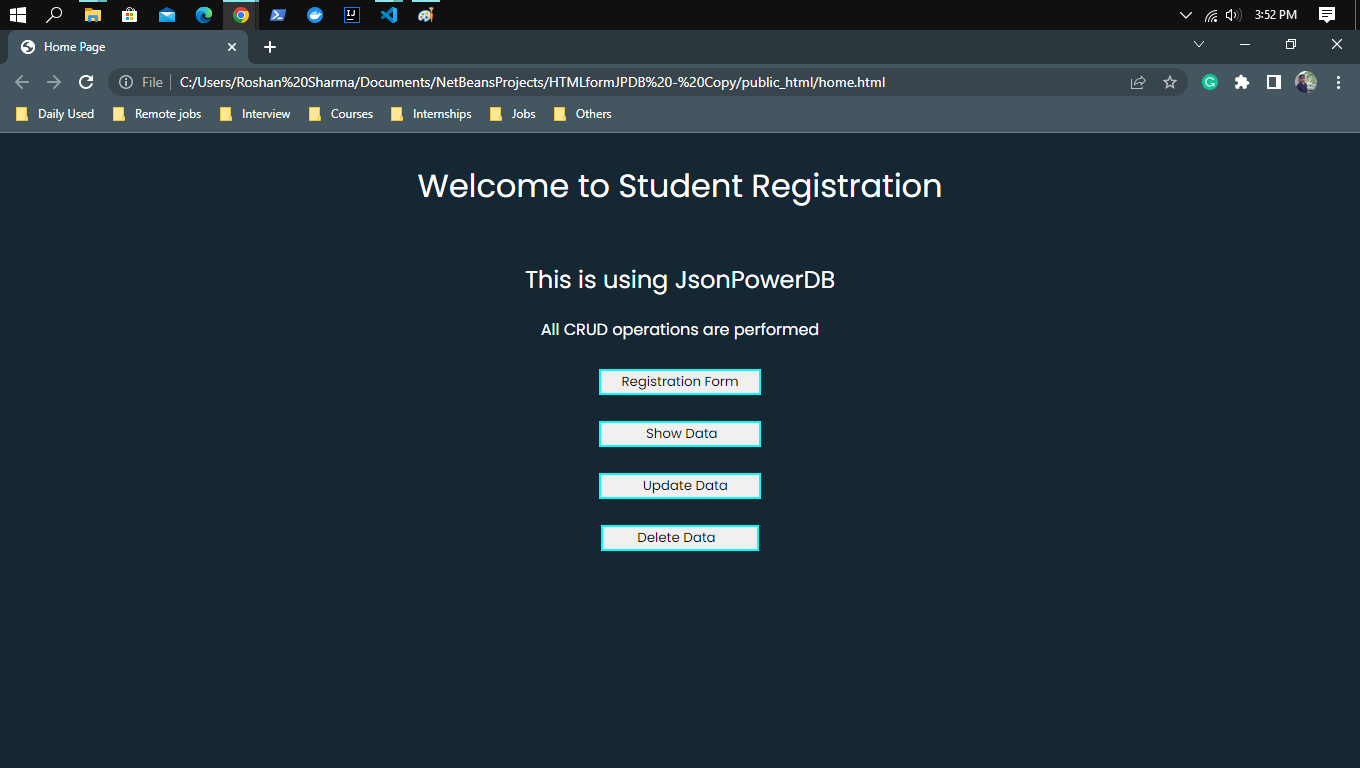 3:52 PM
Home Page
File
C:/Users/Roshan%20Sharma/Documents/NetBeansProjects/HTMLformJPDB%20-%20Copy/public_html/home.html
Daily Used Remote jobs Interview Courses Internships Jobs Others
Welcome to Student Registration
This is using JsonPowerDB
All CRUD operations are performed
Registration Form
Show Data
Update Data
Delete Data